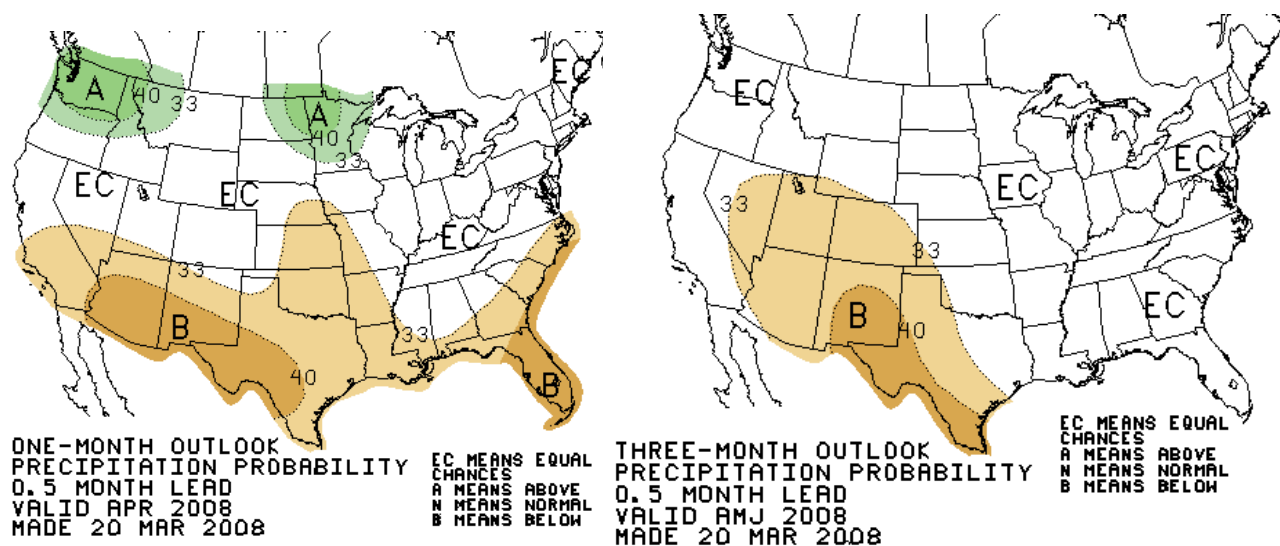 EC
A
40
33
A
40
33
EC
EC
EC
33
B
33
40
B
ONE-MONTH OUTLOOK
PRECIPITATION PROBABILITY
0.5 MONTH LEAD
VALID APR 2008
MADE 20 MAR 2008
EC MEANS EQUAL
CHANCES
A MEANS ABOVE
N MEANS NORMAL
B MEANS BELOW
EC
EC
EC
33
33
EC
B
40
THREE-MONTH OUTLOOK
PRECIPITATION PROBABILITY
0.5 MONTH LEAD
VALID AMJ 2008
MADE 20 MAR 2008
EC MEANS EQUAL
CHANCES
A MEANS ABOVE
N MEANS NORMAL
B MEANS BELOW